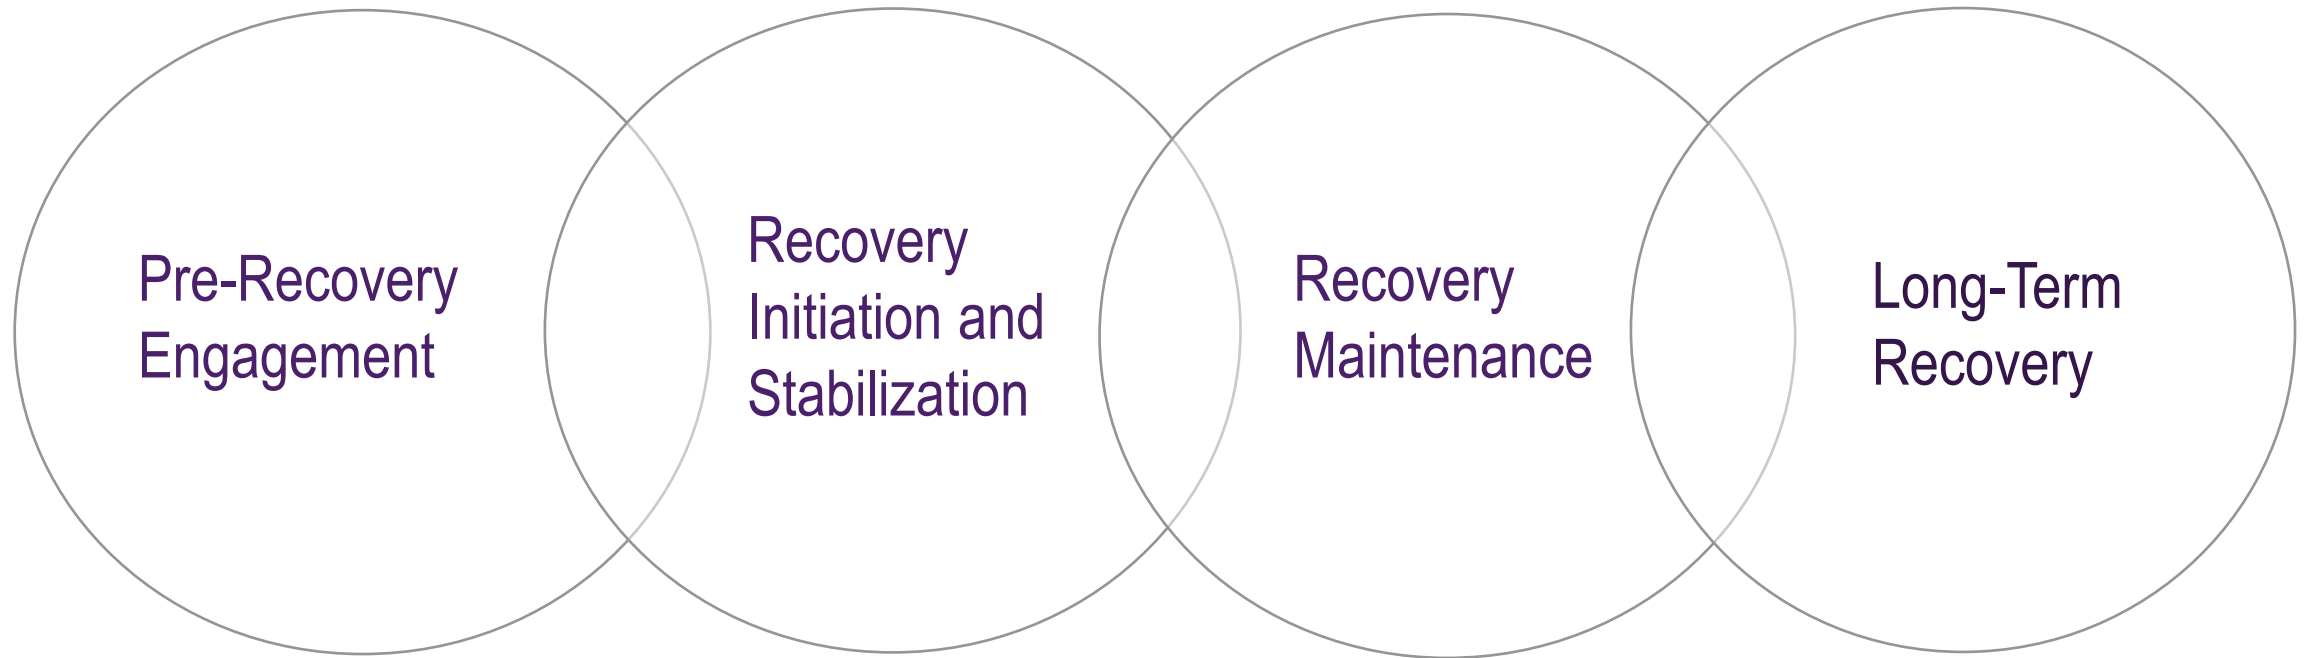 Pre-Recovery
Engagement
Recovery
Initiation and
Stabilization
Recovery
Maintenance
Long-Term
Recovery